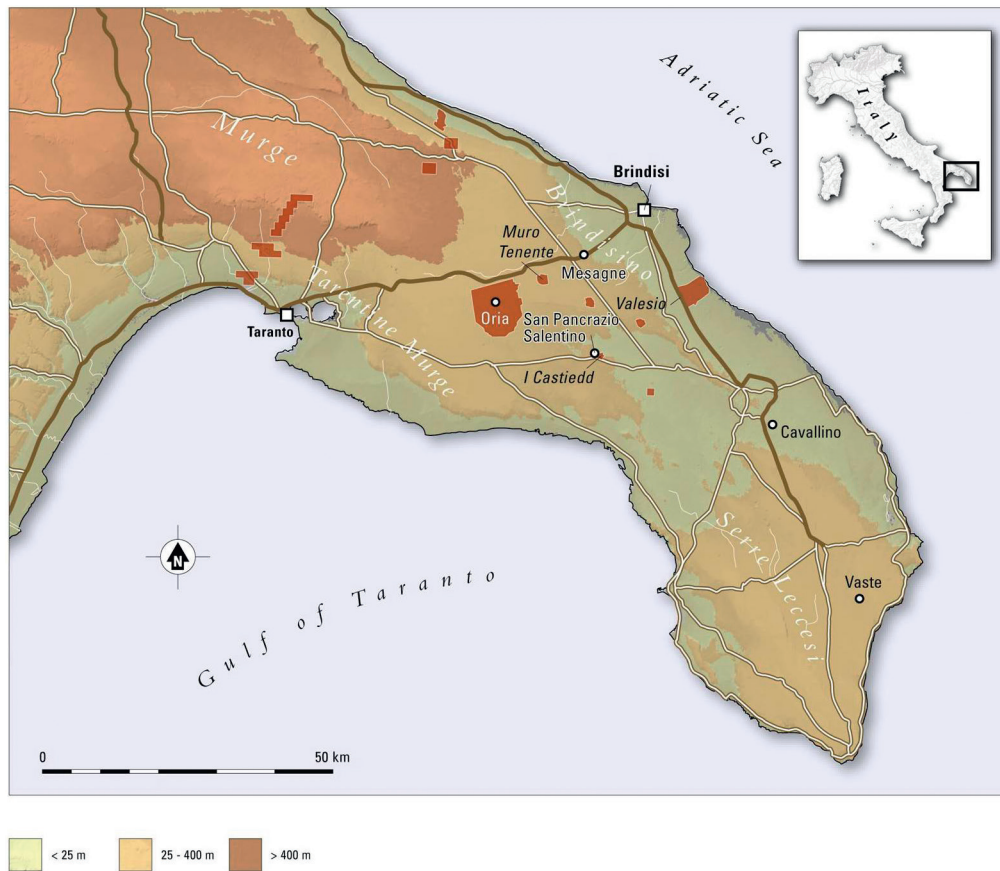 Adriatic Sea
Italy
Murge
Brindisi
Brindisino
Muro
Tenente
Mesagne
Tarentine Murge
Valesio
Oria
San Pancrazio
Salentino
Taranto
I Castiedd
Cavallino
Serre Leccesi
N
Vaste
Gulf of Taranto
0 50 km
< 25 m 25 - 400 m > 400 m